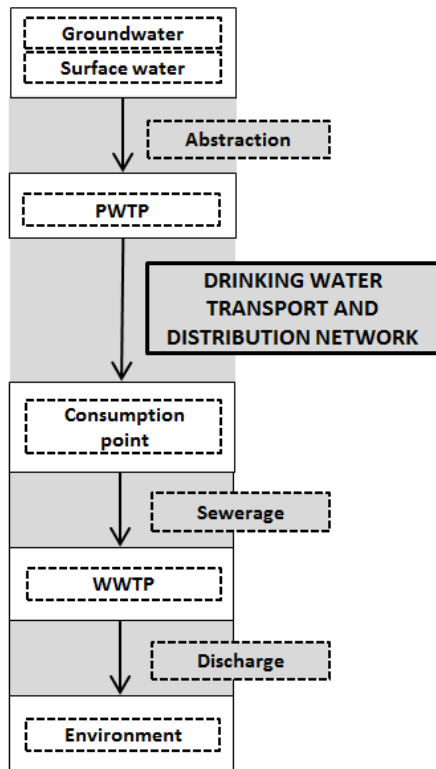 Groundwater
Surface water
Abstraction
PWTP
DRINKING WATER
TRANSPORT AND
DISTRIBUTION NETWORK
Consumption
point
Sewerage
WWTP
Discharge
Environment